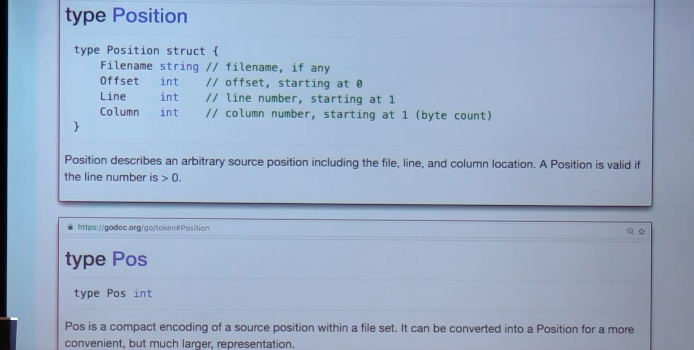 type Position
type Position struct {
Filename string // filename, if any
Offset int // offset, starting at 0
Line int // line number, starting at 1
Column int // column number, starting at 1 (byte count)
}
Position describes an arbitrary source position including the file, line, and column location. A Position is valid if
the line number is > 0.
https://godoc.org/go/token#Position
type Pos
type Pos int
Pos is a compact encoding of a source position within a file set. It can be converted into a Position for a more
convenient, but much larger, representation.